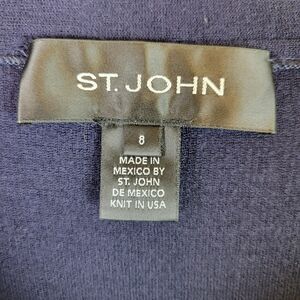 ST. JOHN
8
MADE IN
MEXICO BY
ST. JOHN
DE MEXICO
KNIT IN USA